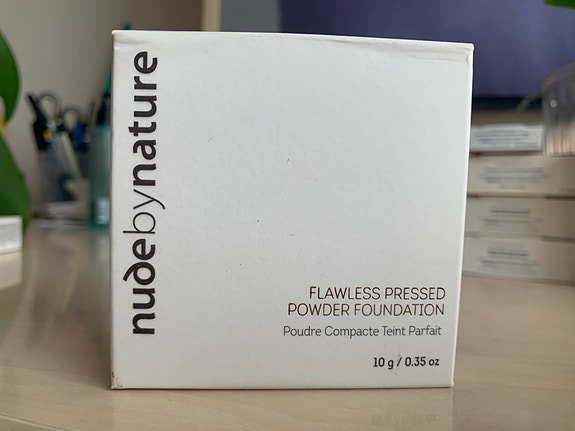 nudebynature
FLAWLESS PRESSED
POWDER FOUNDATION
Poudre Compacte Teint Parfait
10 g / 0.35 oz